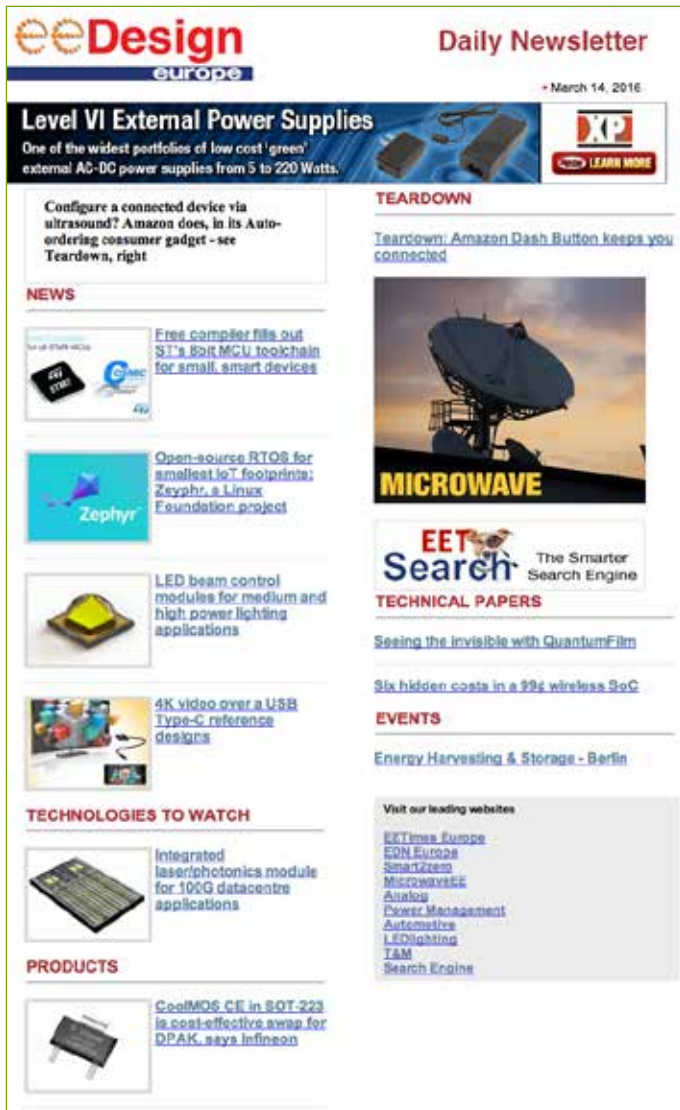 eeDesign
europe
Daily Newsletter
March 14, 2016
Level VI External Power Supplies
One of the widest portfolios of low cost 'green'
external AC-DC power supplies from 5 to 220 Watts.
XP
LEARN MORE
Configure a connected device via
ultrasound? Amazon does, in its Auto-
ordering consumer gadget - see
Teardown, right
NEWS
Free compiler fills out
ST's 8bit MCU toolchain
for small, smart devices
Open-source RTOS for
smallest IoT footprints;
Zeyphr, a Linux
Foundation project
Zephyr
LED beam control
modules for medium and
high power lighting
applications
4K video over a USB
Type-C reference
designs
TECHNOLOGIES TO WATCH
Integrated
laser/photonics module
for 100G datacentre
applications
PRODUCTS
CoolMOS CE in SOT-223
is cost-effective swap for
DPAK, says Infineon
TEARDOWN
Teardown: Amazon Dash Button keeps you
connected
MICROWAVE
EET
Search
The Smarter
Search Engine
TECHNICAL PAPERS
Seeing the invisible with QuantumFilm
Six hidden costs in a 99¢ wireless SoC
EVENTS
Energy Harvesting & Storage - Berlin
Visit our leading websites
EETimes Europe
EDN Europe
Smart2zero
MicrowaveEE
Analog
Power Management
Automotive
LEDlighting
T&M
Search Engine